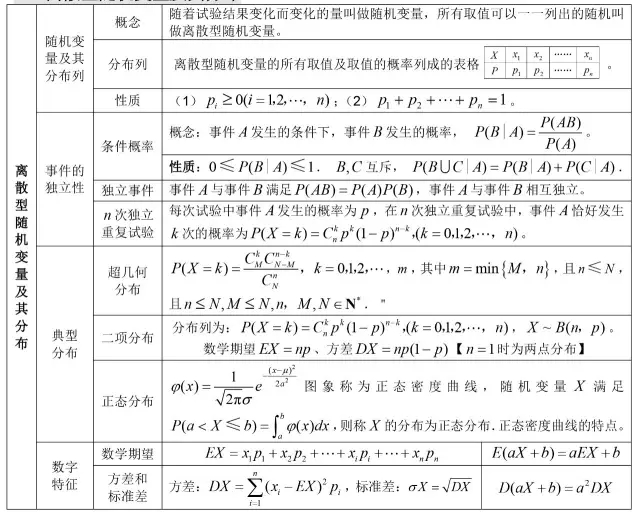 离散型随机变量及其分布
随机变量及其分布列
概念
随着试验结果变化而变化的量叫做随机变量，所有取值可以一一列出的随机叫
做离散型随机变量。
分布列
离散型随机变量的所有取值及取值的概率列成的表格
X x₁ x₂ …… xₙ
P p₁ p₂ …… pₙ
。
性质
（1）pᵢ≥0(i=1,2,⋯，n)；（2）p₁+p₂+⋯+pₙ=1。
事件的独立性
条件概率
概念：事件A发生的条件下，事件B发生的概率， P(B|A)=P(AB)/P(A)。
性质：0≤P(B|A)≤1． B,C互斥， P(B∪C|A)=P(B|A)+P(C|A)．
独立事件
事件A与事件B满足P(AB)=P(A)P(B)，事件A与事件B相互独立。
n次独立
重复试验
每次试验中事件A发生的概率为p，在n次独立重复试验中，事件A恰好发生
k次的概率为P(X=k)=Cₙᵏpᵏ(1-p)ⁿ⁻ᵏ,(k=0,1,2,⋯，n)。
典型分布
超几何
分布
P(X=k)=C_M^k C_{N-M}^{n-k}/C_N^n，k=0,1,2,⋯，m，其中m=min{M，n}，且n≤N，
且n≤N,M≤N,n，M,N∈N*． "
二项分布
分布列为：P(X=k)=Cₙᵏpᵏ(1-p)ⁿ⁻ᵏ,(k=0,1,2,⋯，n)，X~B(n，p)。
数学期望EX=np、方差DX=np(1-p)【n=1时为两点分布】
正态分布
φ(x)=1/(√2πσ) e^{-(x-μ)²/2a²} 图象称为正态密度曲线，随机变量X满足
P(a<X≤b)=∫ₐᵇφ(x)dx，则称X的分布为正态分布．正态密度曲线的特点。
数字特征
数学期望
EX=x₁p₁+x₂p₂+⋯+xᵢpᵢ+⋯+xₙpₙ
E(aX+b)=aEX+b
方差和
标准差
方差：DX=∑_{i=1}^{n}(xᵢ-EX)²pᵢ，标准差：σX=√DX
D(aX+b)=a²DX